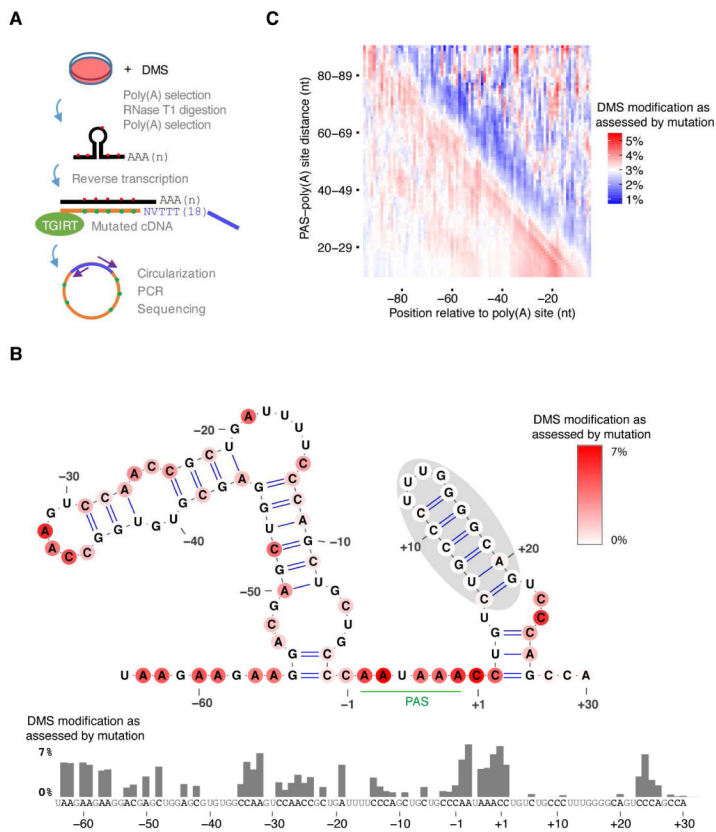 A
+ DMS
Poly(A) selection
RNase T1 digestion
Poly(A) selection
AAA(n)
Reverse transcription
AAA(n)
NVTTT(18)
TGIRT
Mutated cDNA
Circularization
PCR
Sequencing
C
PAS–poly(A) site distance (nt)
80–89
60–69
40–49
20–29
−80 −60 −40 −20
Position relative to poly(A) site (nt)
DMS modification as
assessed by mutation
5%
4%
3%
2%
1%
B
DMS modification as
assessed by mutation
7%
0%
−20
−30
−40
−10
−50
+10
+20
U A A G A A G A A G C C A A U A A A C C G C C A
−60
−1
PAS
+1
+30
DMS modification as
assessed by mutation
7%
0%
UAAGAAGAAGGACGAGCUGGAGCGUGUGGCCAAGUCCAACCGCUGAUUUUCCCAGCUGCUGCCCAAUAAACCUGUCUGCCCUUUGGGGCAGUCCCAGCCA
−60 −50 −40 −30 −20 −10 −1 +1 +10 +20 +30